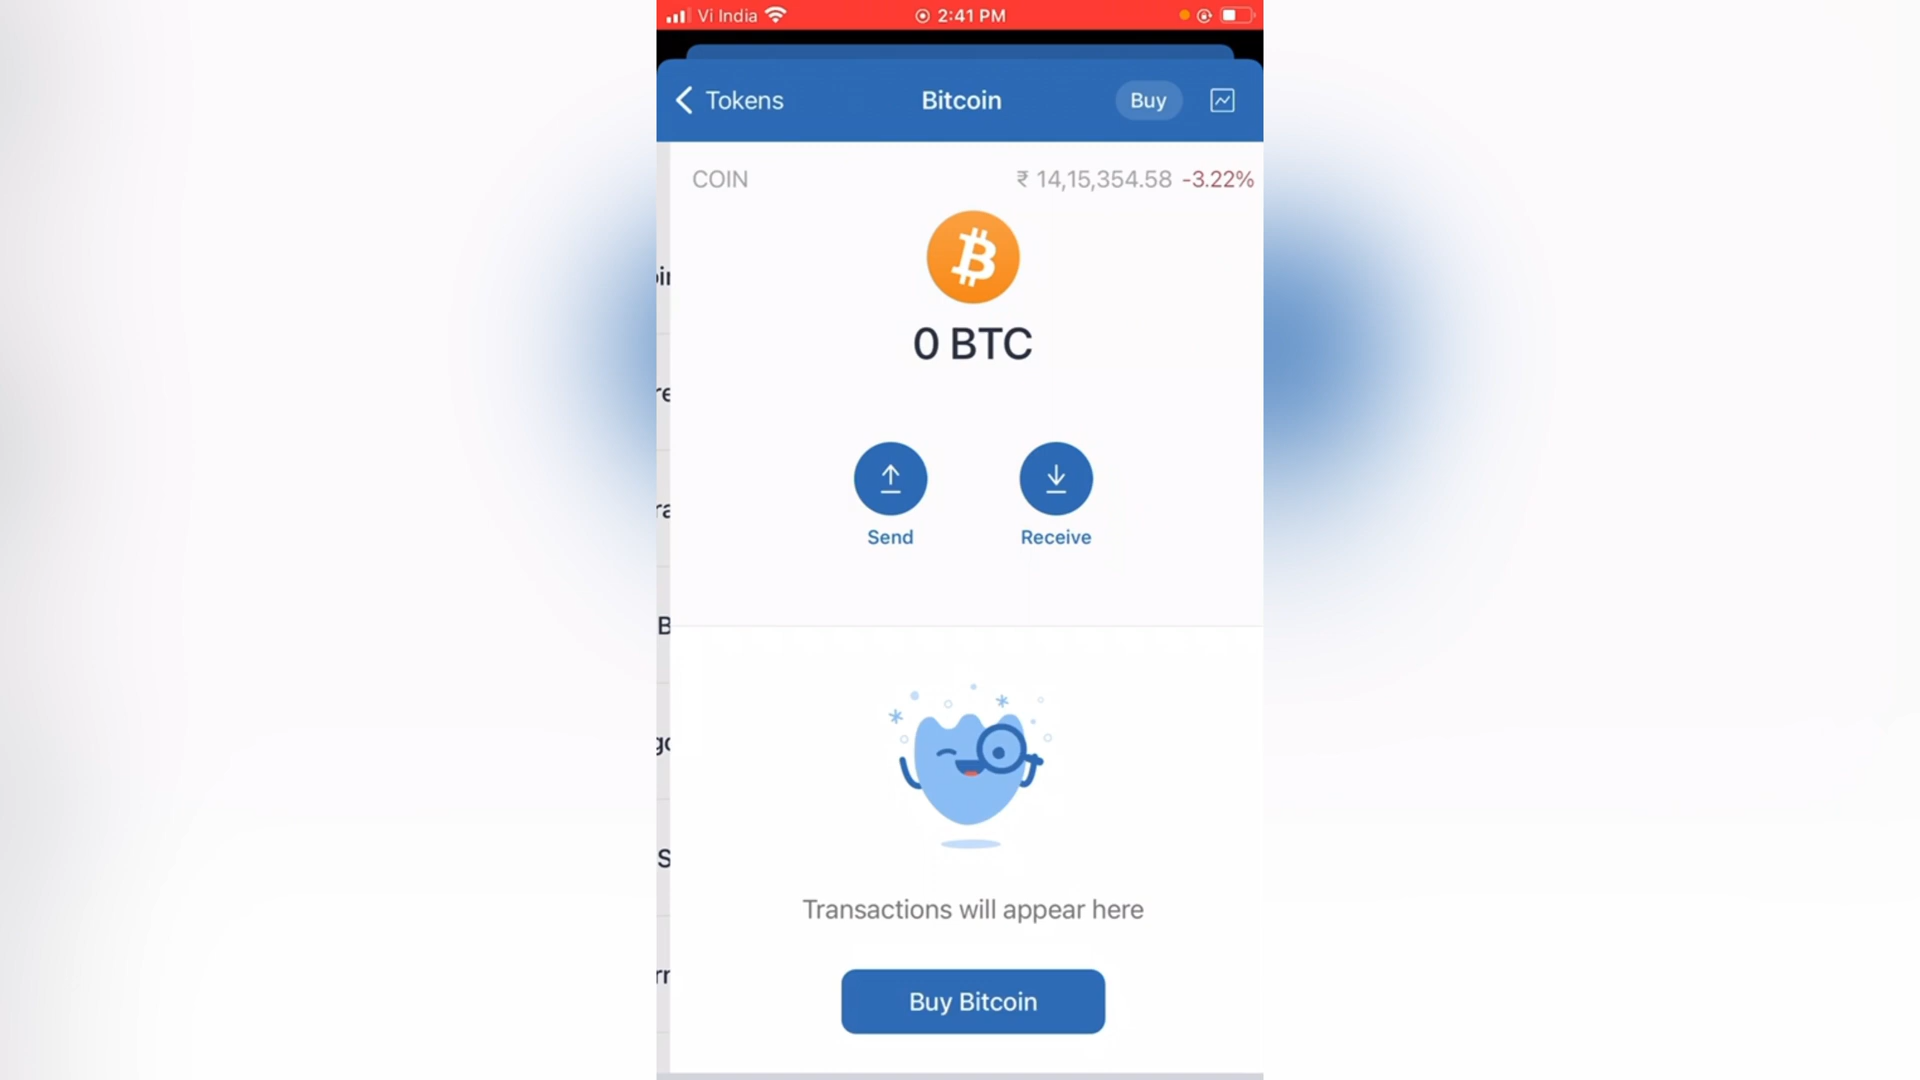 Vi India 2:41 PM
Tokens Bitcoin Buy
COIN ₹ 14,15,354.58 -3.22%
0 BTC
Send Receive
Transactions will appear here
Buy Bitcoin